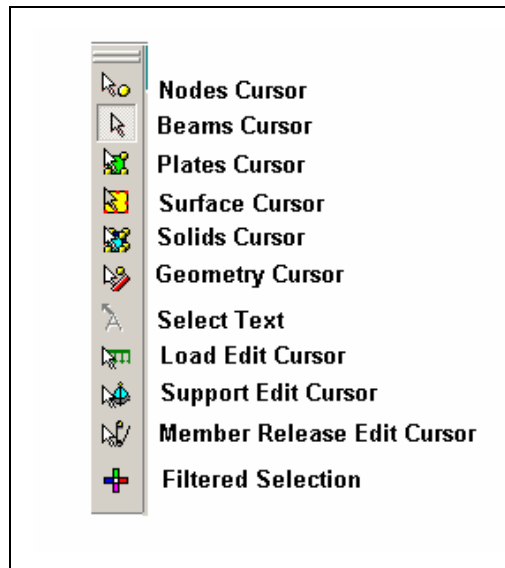 Nodes Cursor
Beams Cursor
Plates Cursor
Surface Cursor
Solids Cursor
Geometry Cursor
Select Text
Load Edit Cursor
Support Edit Cursor
Member Release Edit Cursor
Filtered Selection